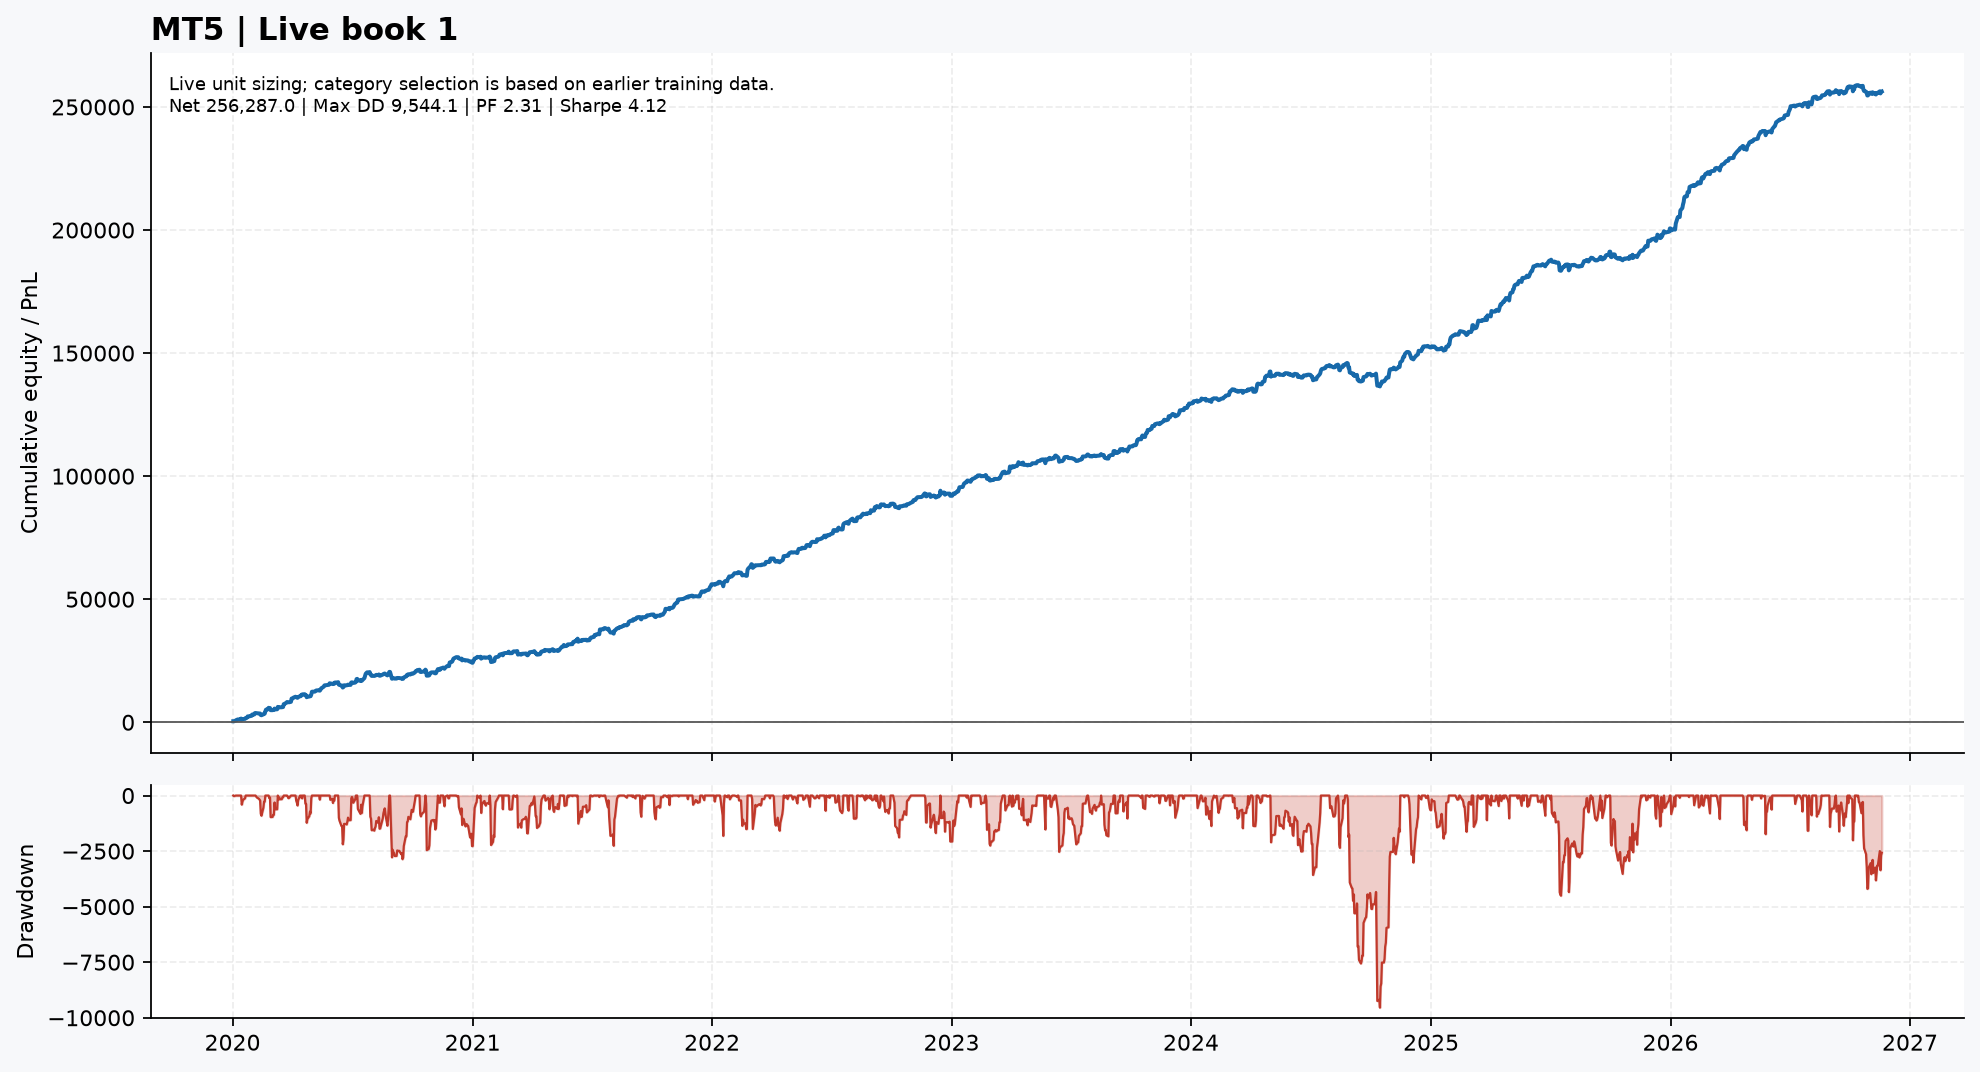 MT5 | Live book 1
Live unit sizing; category selection is based on earlier training data.
Net 256,287.0 | Max DD 9,544.1 | PF 2.31 | Sharpe 4.12
Cumulative equity / PnL
250000
200000
150000
100000
50000
0
Drawdown
0
−2500
−5000
−7500
−10000
2020 2021 2022 2023 2024 2025 2026 2027